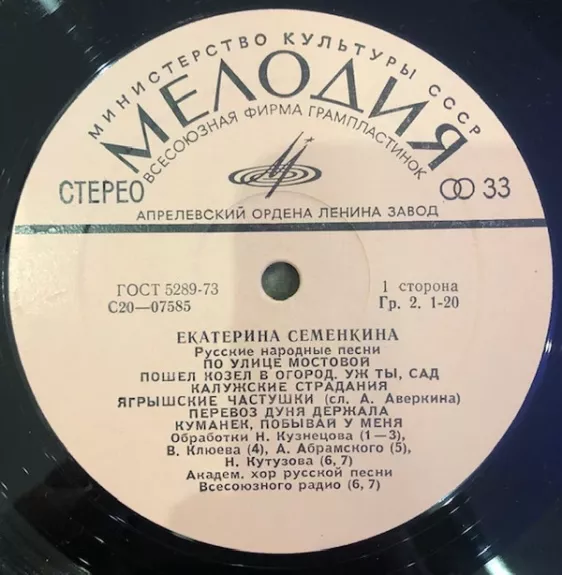 МИНИСТЕРСТВО КУЛЬТУРЫ СССР
МЕЛОДИЯ
ВСЕСОЮЗНАЯ ФИРМА ГРАМПЛАСТИНОК
СТЕРЕО
33
АПРЕЛЕВСКИЙ ОРДЕНА ЛЕНИНА ЗАВОД
ГОСТ 5289-73
С20—07585
1 сторона
Гр. 2. 1-20
ЕКАТЕРИНА СЕМЕНКИНА
Русские народные песни
ПО УЛИЦЕ МОСТОВОЙ
ПОШЕЛ КОЗЕЛ В ОГОРОД. УЖ ТЫ, САД
КАЛУЖСКИЕ СТРАДАНИЯ
ЯГРЫШСКИЕ ЧАСТУШКИ (сл. А. Аверкина)
ПЕРЕВОЗ ДУНЯ ДЕРЖАЛА
КУМАНЕК, ПОБЫВАЙ У МЕНЯ
Обработки Н. Кузнецова (1—3),
В. Клюева (4), А. Абрамского (5),
Н. Кутузова (6, 7)
Академ. хор русской песни
Всесоюзного радио (6, 7)